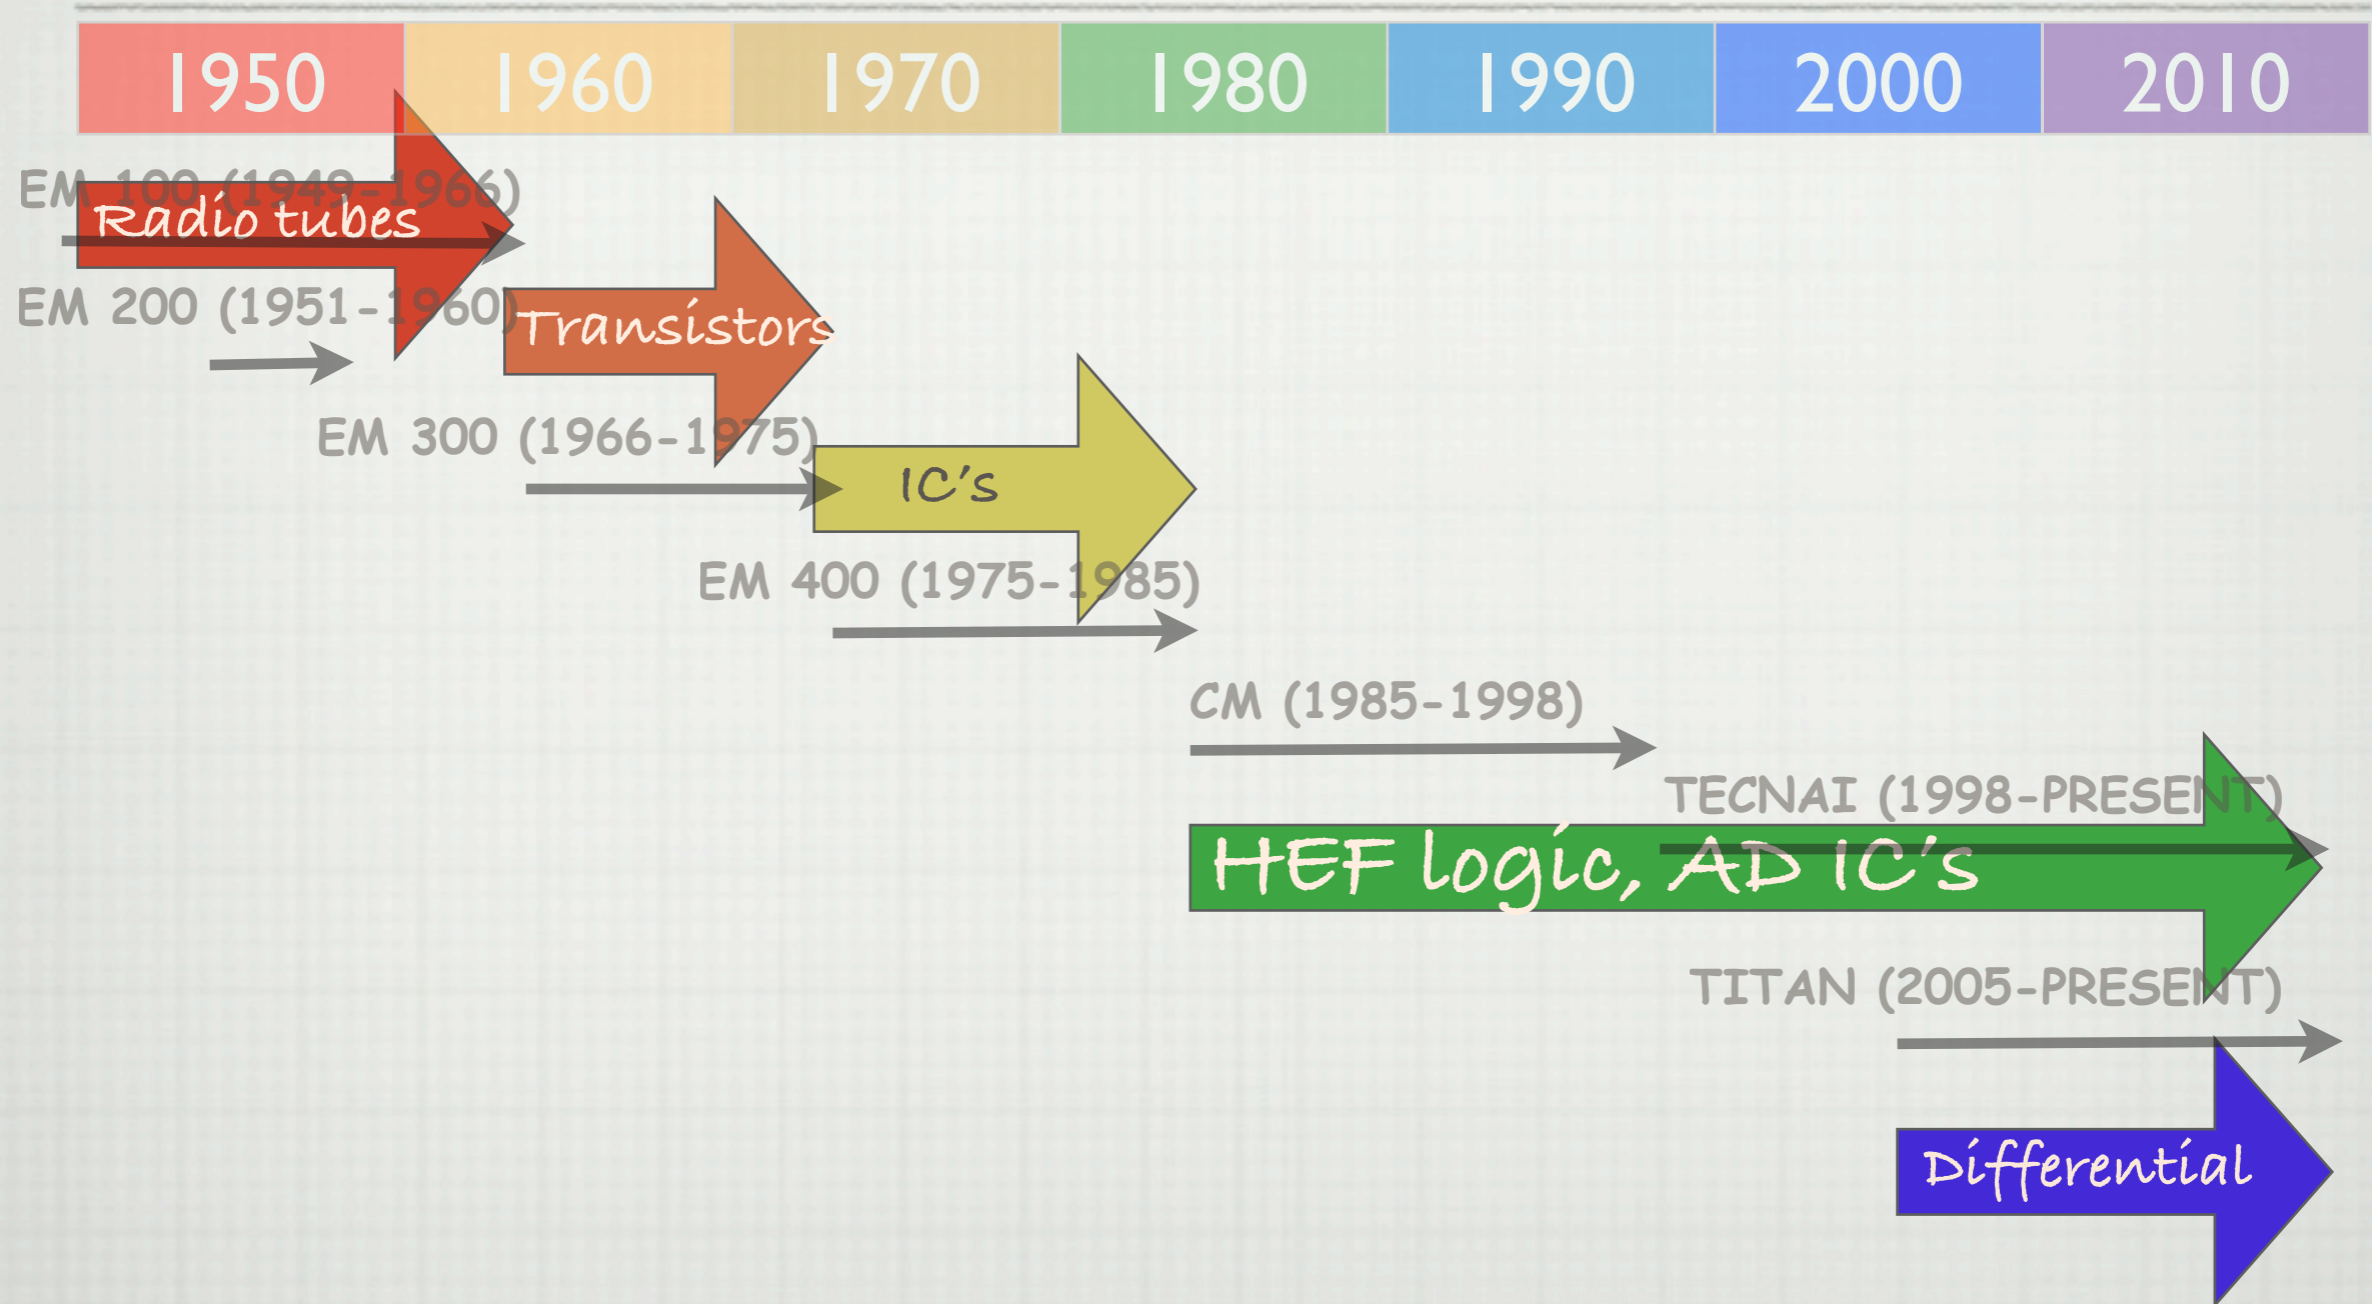 1950 1960 1970 1980 1990 2000 2010
EM 100 (1949-1966)
Radio tubes
EM 200 (1951-1960)
Transistors
EM 300 (1966-1975)
IC's
EM 400 (1975-1985)
CM (1985-1998)
TECNAI (1998-PRESENT)
HEF logic, AD IC's
TITAN (2005-PRESENT)
Differential